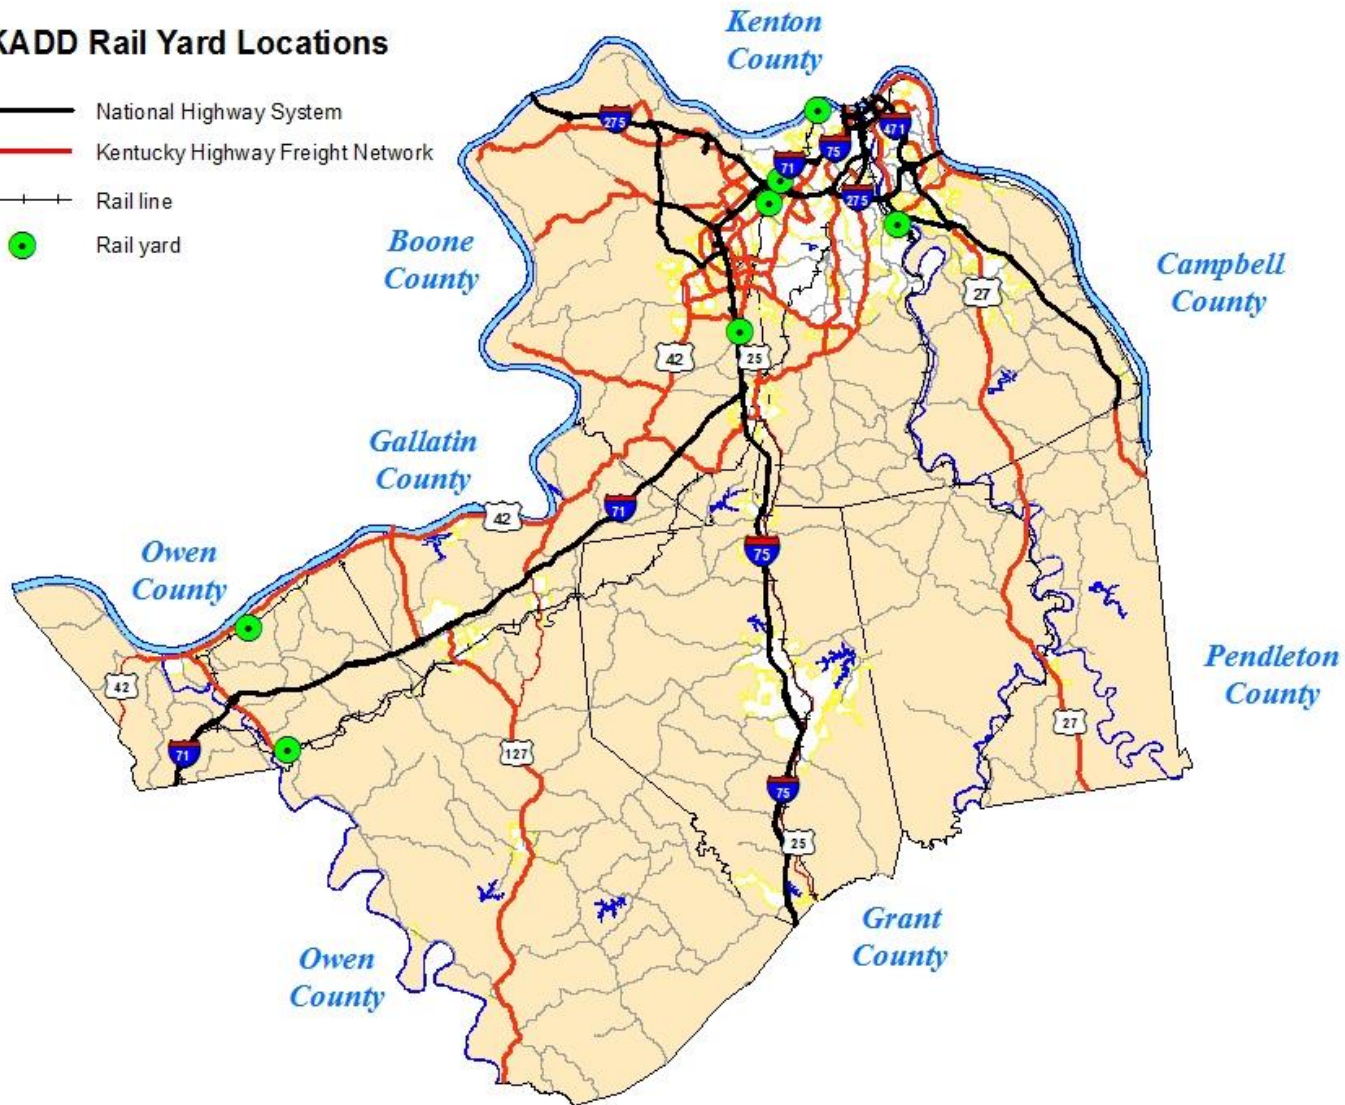 KADD Rail Yard Locations
National Highway System
Kentucky Highway Freight Network
Rail line
Rail yard
Kenton
County
275
471
75
71
275
Boone
County
Campbell
County
27
42
25
Gallatin
County
71
42
75
Owen
County
Pendleton
County
42
27
71
127
75
25
Grant
County
Owen
County